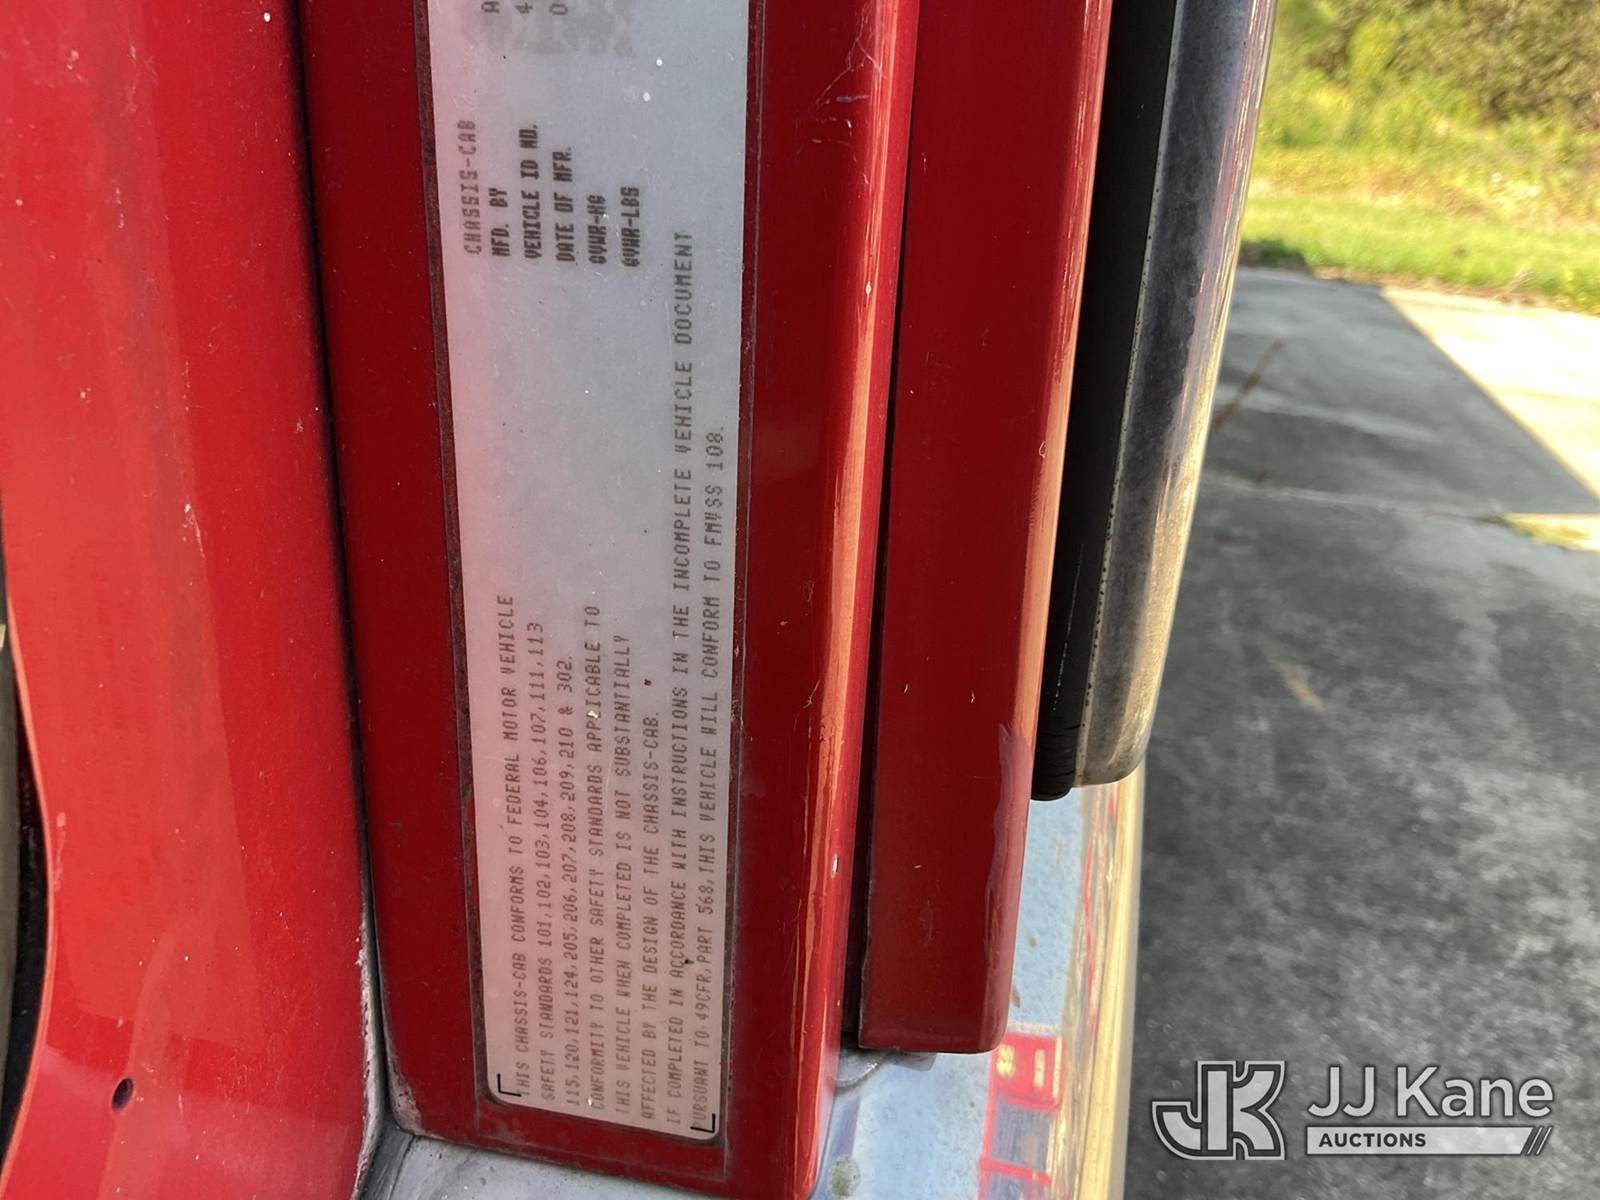 THIS CHASSIS-CAB CONFORMS TO FEDERAL MOTOR VEHICLE
SAFETY STANDARDS 101,102,103,104,106,107,111,113
115,120,121,124,205,206,207,208,209,210 & 302.
CONFORMITY TO OTHER SAFETY STANDARDS APPLICABLE TO
THIS VEHICLE WHEN COMPLETED IS NOT SUBSTANTIALLY
AFFECTED BY THE DESIGN OF THE CHASSIS-CAB.
IF COMPLETED IN ACCORDANCE WITH INSTRUCTIONS IN THE INCOMPLETE VEHICLE DOCUMENT
PURSUANT TO 49CFR,PART 568,THIS VEHICLE WILL CONFORM TO FMVSS 108.
CHASSIS-CAB
MFD. BY A
VEHICLE ID NO. 4
DATE OF MFR. 0
GVWR-KG
GVWR-LBS
JK JJ Kane
AUCTIONS